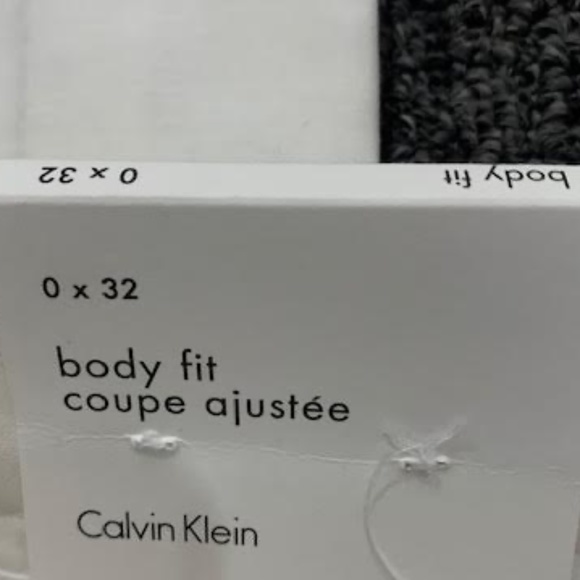 0 x 32
body fit
0 x 32
body fit
coupe ajustée
Calvin Klein